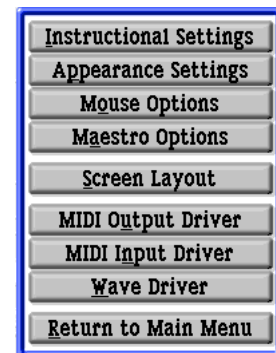 Instructional Settings
Appearance Settings
Mouse Options
Maestro Options
Screen Layout
MIDI Output Driver
MIDI Input Driver
Wave Driver
Return to Main Menu